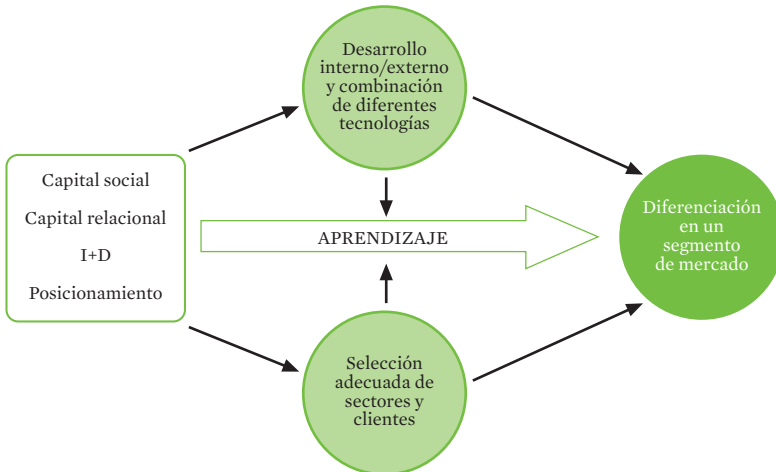 Desarrollo
interno/externo
y combinación
de diferentes
tecnologías
Capital social
Capital relacional
I+D
Posicionamiento
APRENDIZAJE
Diferenciación
en un
segmento
de mercado
Selección
adecuada de
sectores y
clientes